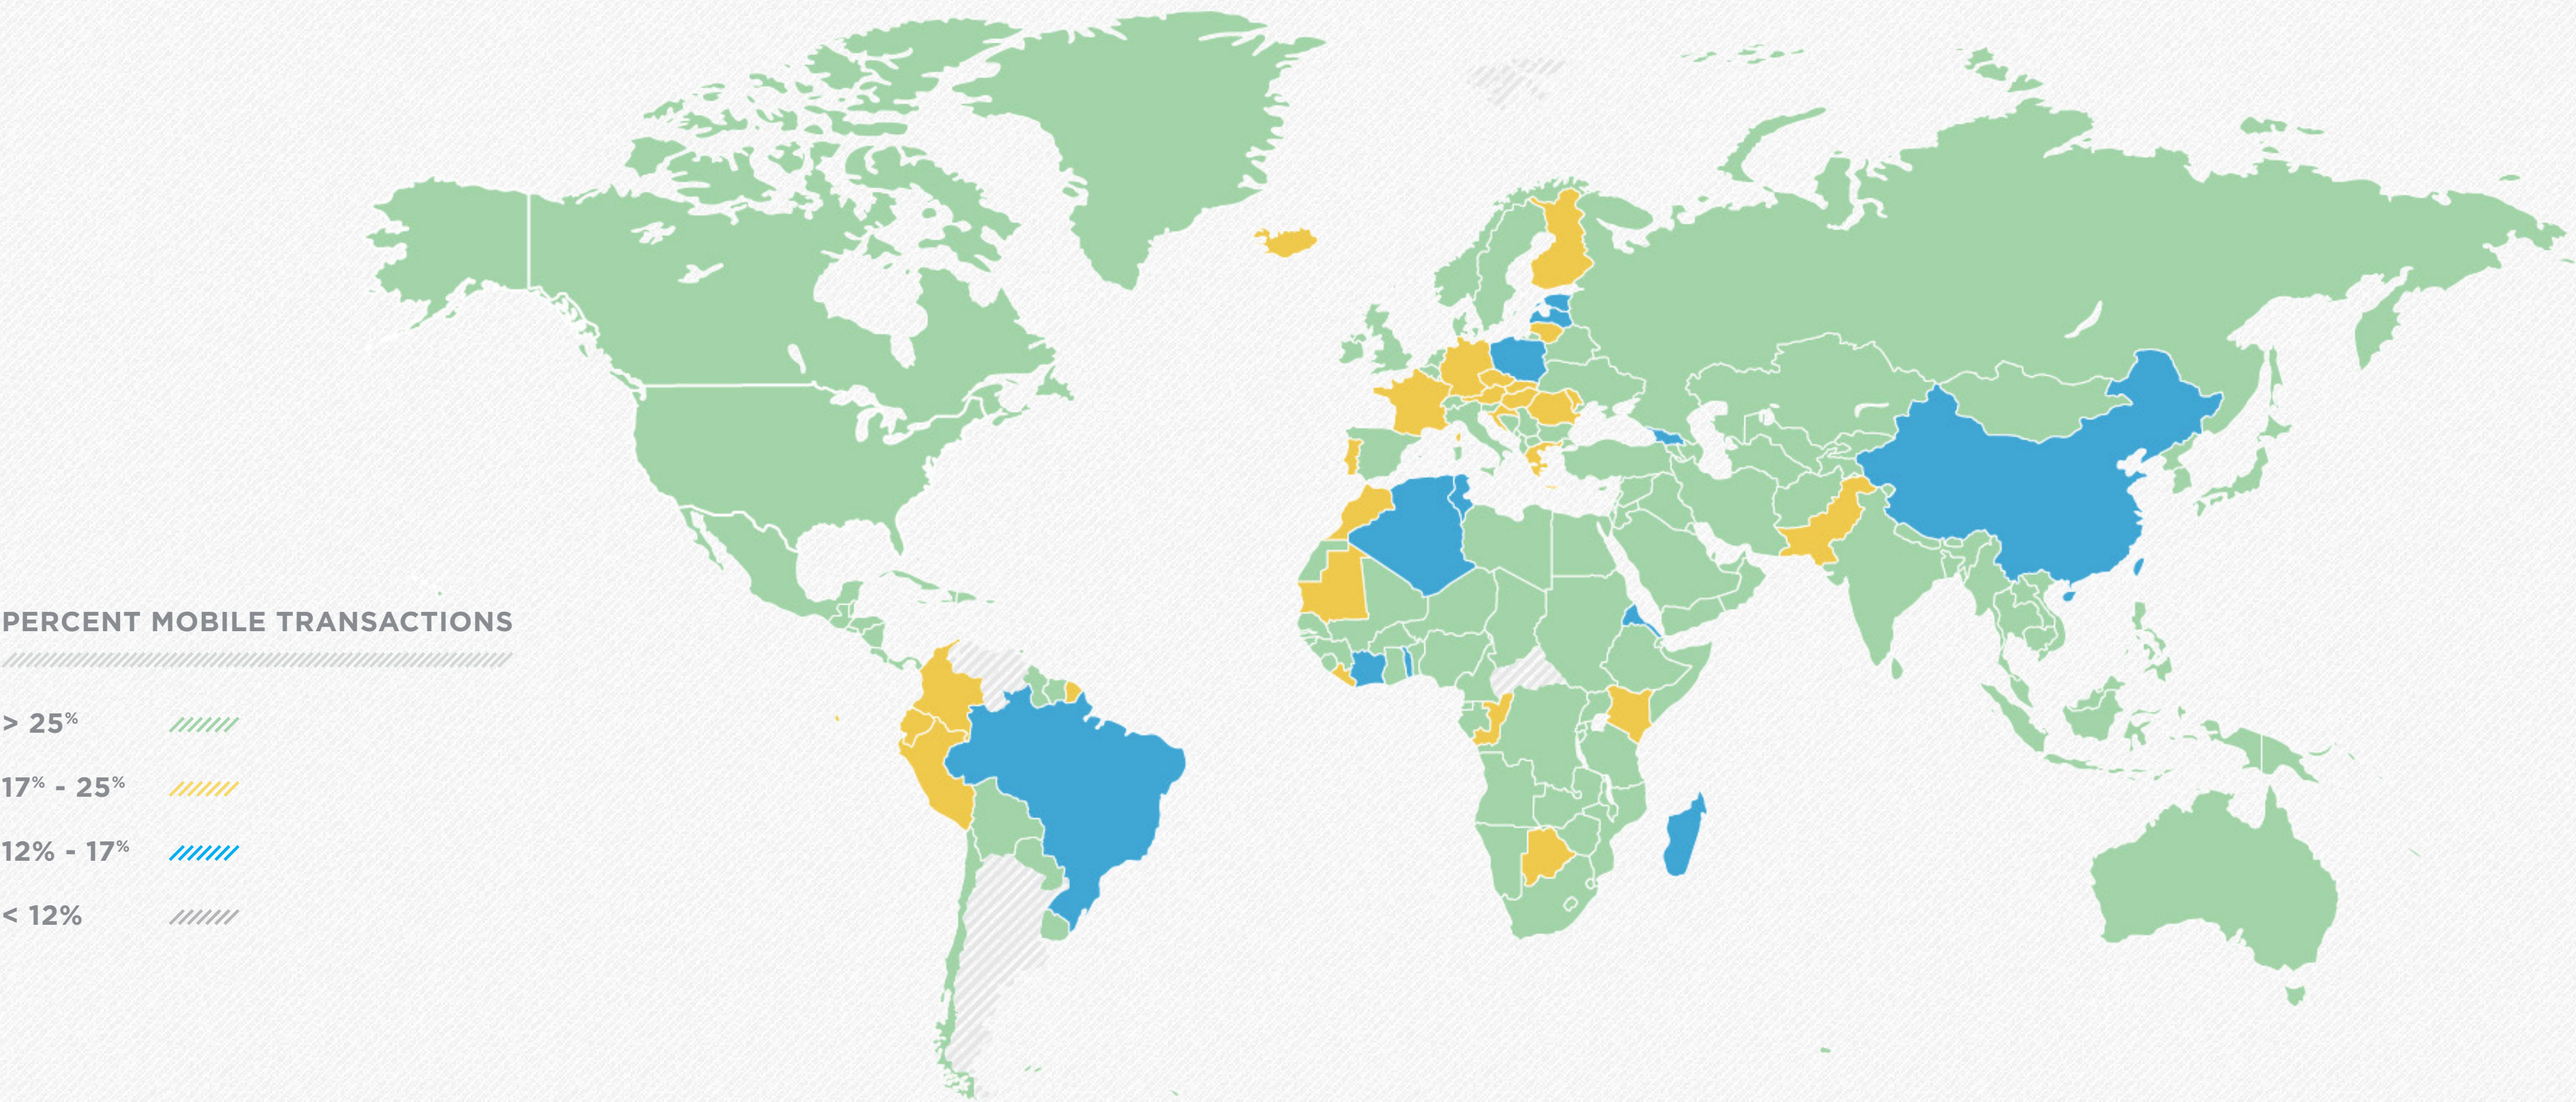 PERCENT MOBILE TRANSACTIONS
> 25%
17% - 25%
12% - 17%
< 12%